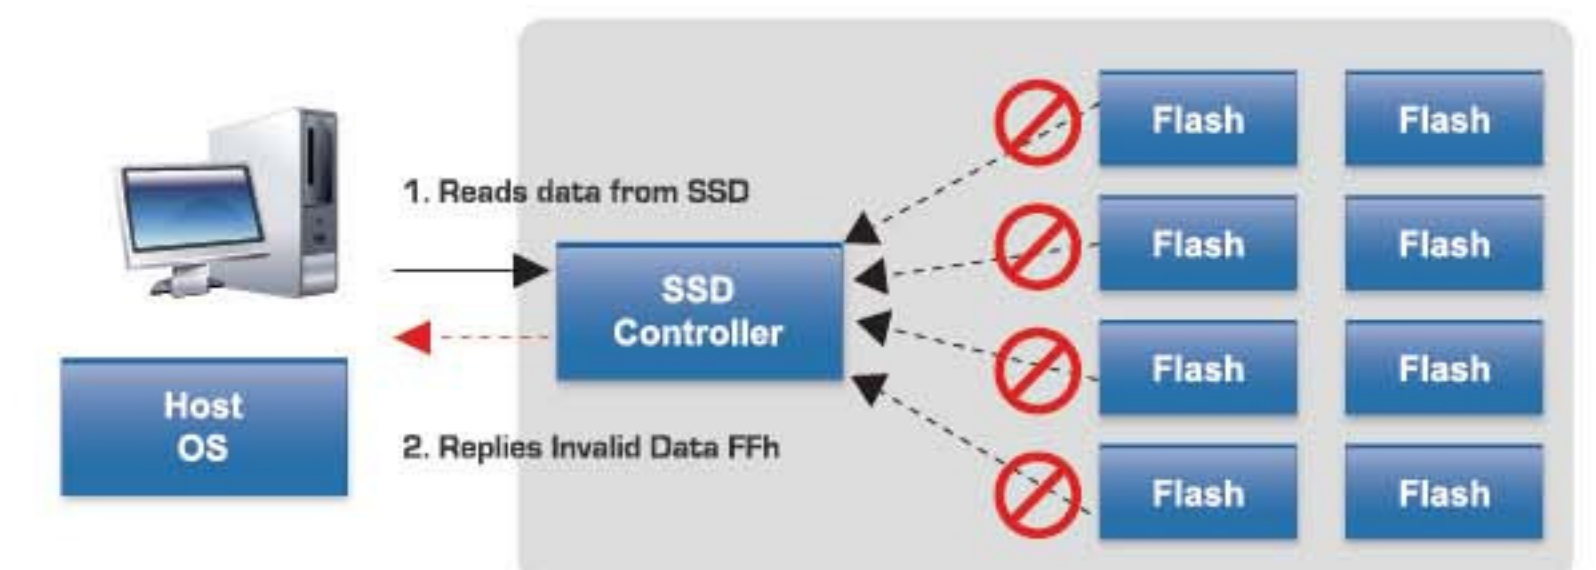 1. Reads data from SSD
SSD
Controller
Host
OS
2. Replies Invalid Data FFh
Flash
Flash
Flash
Flash
Flash
Flash
Flash
Flash